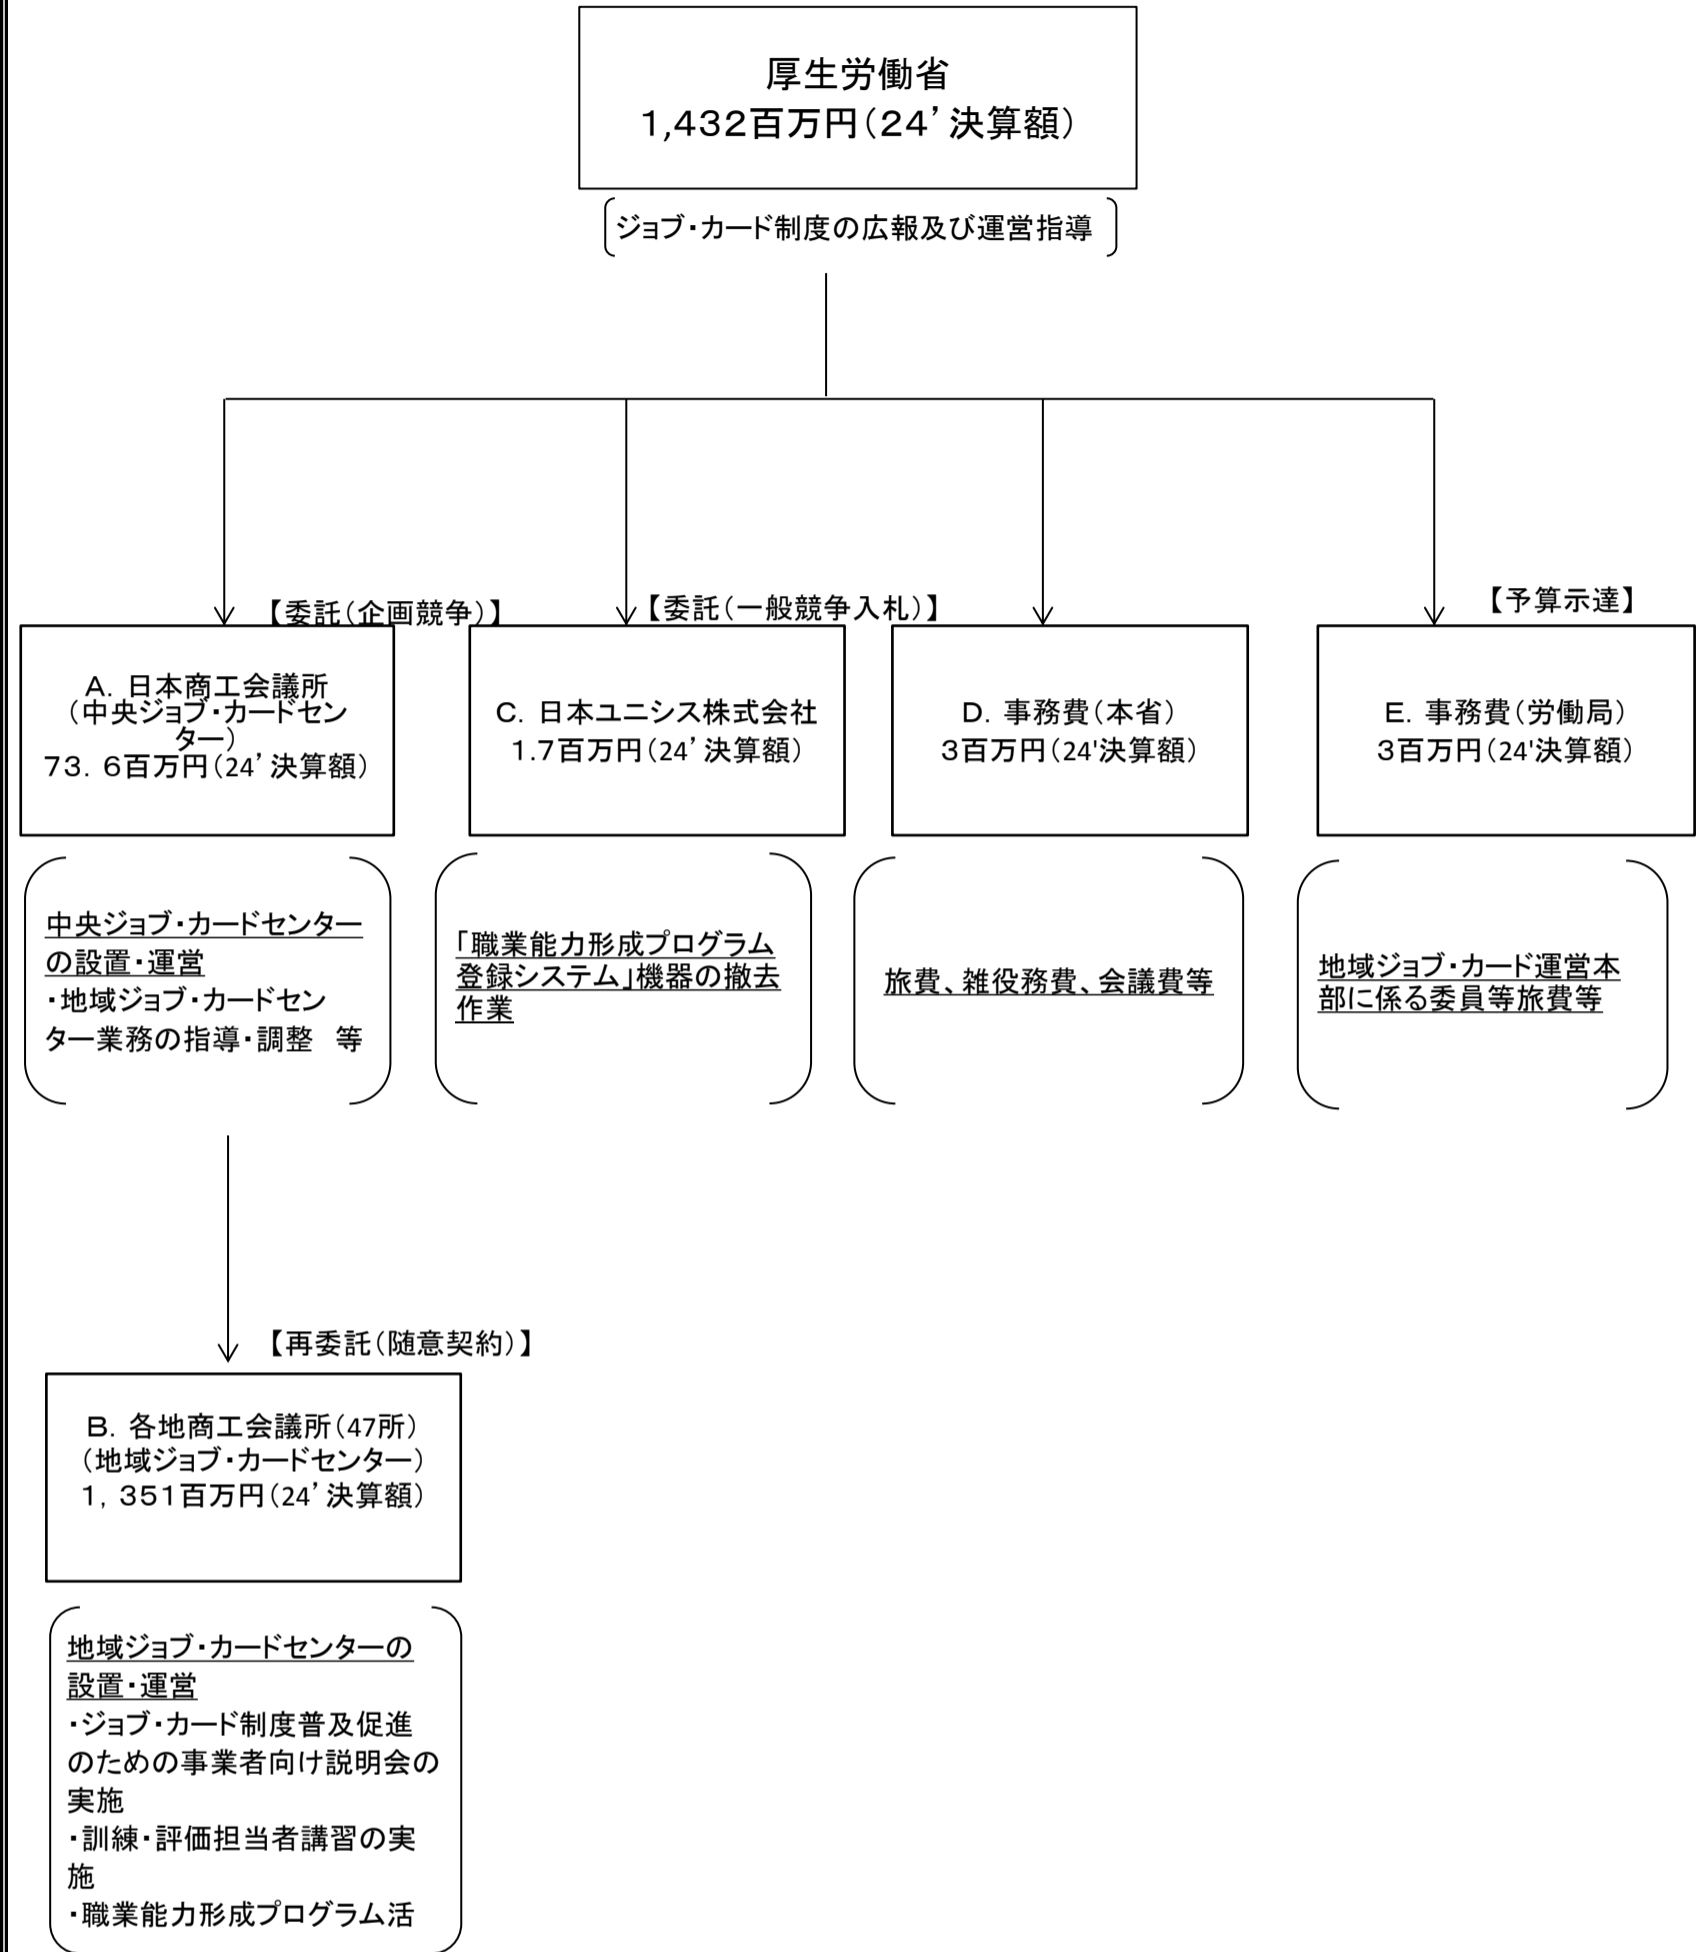 厚生労働省
1,432百万円(24’決算額)
ジョブ・カード制度の広報及び運営指導
【委託(企画競争)】
A. 日本商工会議所
(中央ジョブ・カードセン
ター)
73. 6百万円(24’決算額)
中央ジョブ・カードセンター
の設置・運営
・地域ジョブ・カードセン
ター業務の指導・調整　等
【委託(一般競争入札)】
C. 日本ユニシス株式会社
1.7百万円(24’決算額)
「職業能力形成プログラム
登録システム」機器の撤去
作業
D. 事務費(本省)
3百万円(24'決算額)
旅費、雑役務費、会議費等
【予算示達】
E. 事務費(労働局)
3百万円(24'決算額)
地域ジョブ・カード運営本
部に係る委員等旅費等
【再委託(随意契約)】
B. 各地商工会議所(47所)
(地域ジョブ・カードセンター)
1, 351百万円(24’決算額)
地域ジョブ・カードセンターの
設置・運営
・ジョブ・カード制度普及促進
のための事業者向け説明会の
実施
・訓練・評価担当者講習の実
施
・職業能力形成プログラム活